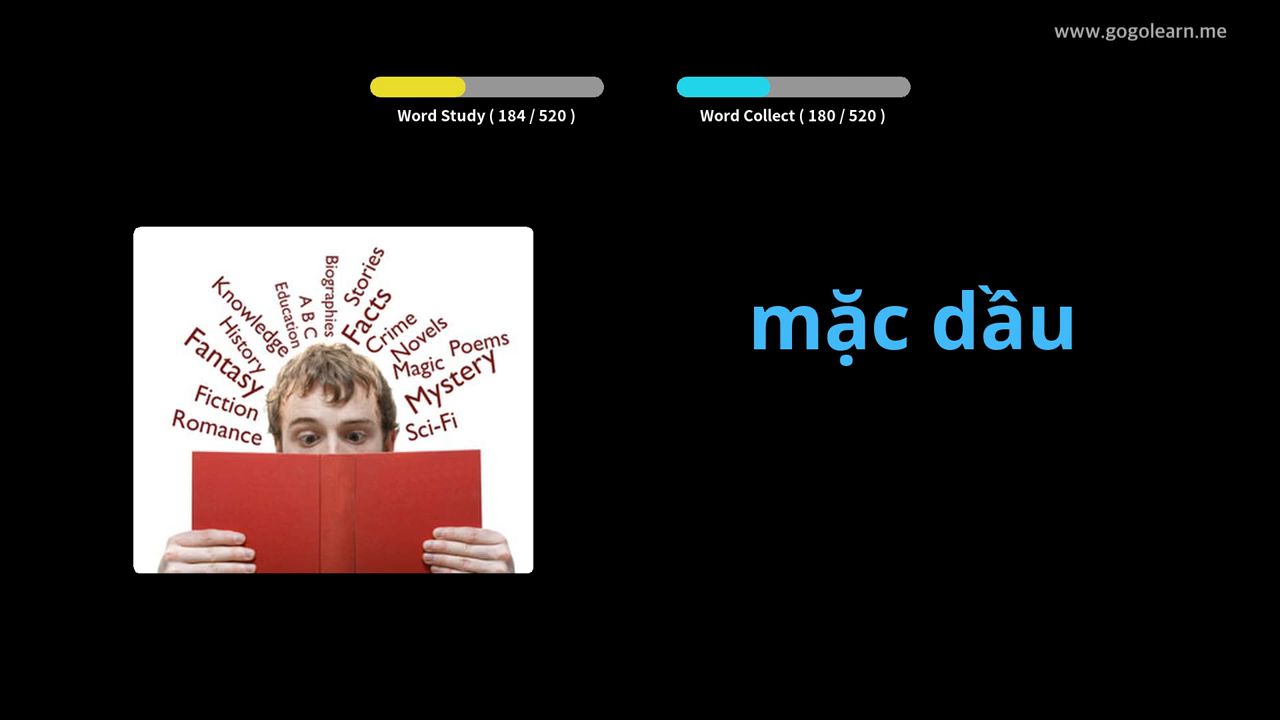 www.gogolearn.me
Word Study ( 184 / 520 )
Word Collect ( 180 / 520 )
mặc dầu
Knowledge
Education
A B C
Biographies
Stories
Facts
Crime
Novels
Poems
History
Fantasy
Magic
Mystery
Fiction
Romance
Sci-Fi